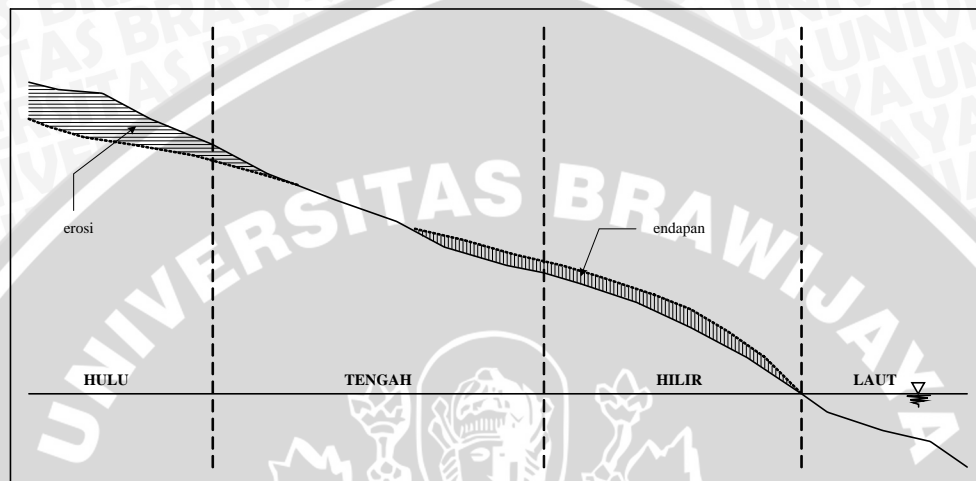 erosi
endapan
HULU
TENGAH
HILIR
LAUT
UNIVERSITAS BRAWIJAYA